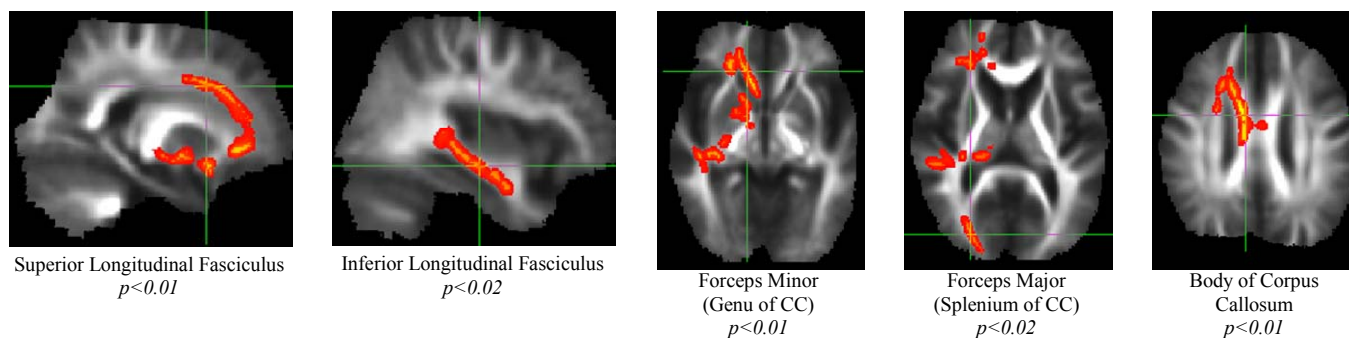 Superior Longitudinal Fasciculus
p<0.01
Inferior Longitudinal Fasciculus
p<0.02
Forceps Minor
(Genu of CC)
p<0.01
Forceps Major
(Splenium of CC)
p<0.02
Body of Corpus
Callosum
p<0.01